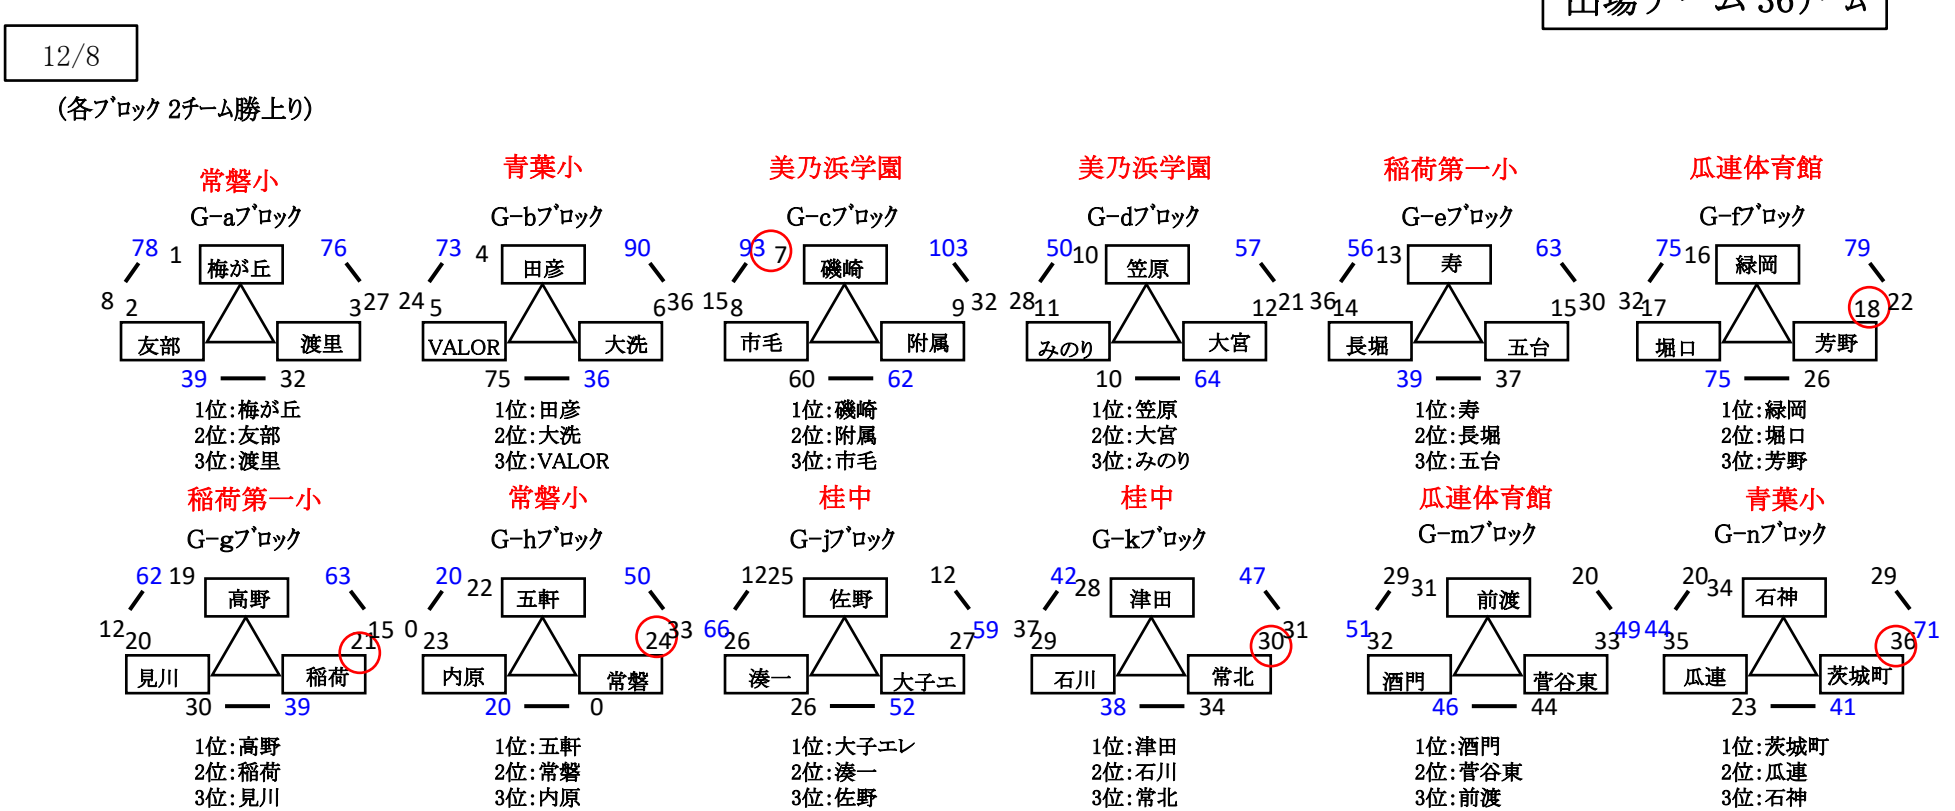 出場チーム 36チーム
12/8
(各ブロック 2チーム勝上り)
常磐小 青葉小 美乃浜学園 美乃浜学園 稲荷第一小 瓜連体育館
G-aブロック G-bブロック G-cブロック G-dブロック G-eブロック G-fブロック
78 1 梅が丘 76 73 4 田彦 90 93 7 磯崎 103 50 10 笠原 57 56 13 寿 63 75 16 緑岡 79
8 2 3 27 24 5 6 36 15 8 9 32 28 11 12 21 36 14 15 30 32 17 18 22
友部 渡里 VALOR 大洗 市毛 附属 みのり 大宮 長堀 五台 堀口 芳野
39 32 75 36 60 62 10 64 39 37 75 26
1位:梅が丘 1位:田彦 1位:磯崎 1位:笠原 1位:寿 1位:緑岡
2位:友部 2位:大洗 2位:附属 2位:大宮 2位:長堀 2位:堀口
3位:渡里 3位:VALOR 3位:市毛 3位:みのり 3位:五台 3位:芳野
稲荷第一小 常磐小 桂中 桂中 瓜連体育館 青葉小
G-gブロック G-hブロック G-jブロック G-kブロック G-mブロック G-nブロック
62 19 高野 63 20 22 五軒 50 12 25 佐野 12 42 28 津田 47 29 31 前渡 20 20 34 石神 29
12 20 21 15 0 23 24 33 66 26 27 59 37 29 30 31 51 32 33 49 44 35 36 71
見川 稲荷 内原 常磐 湊一 大子エ 石川 常北 酒門 菅谷東 瓜連 茨城町
30 39 20 0 26 52 38 34 46 44 23 41
1位:高野 1位:五軒 1位:大子エレ 1位:津田 1位:酒門 1位:茨城町
2位:稲荷 2位:常磐 2位:湊一 2位:石川 2位:菅谷東 2位:瓜連
3位:見川 3位:内原 3位:佐野 3位:常北 3位:前渡 3位:石神